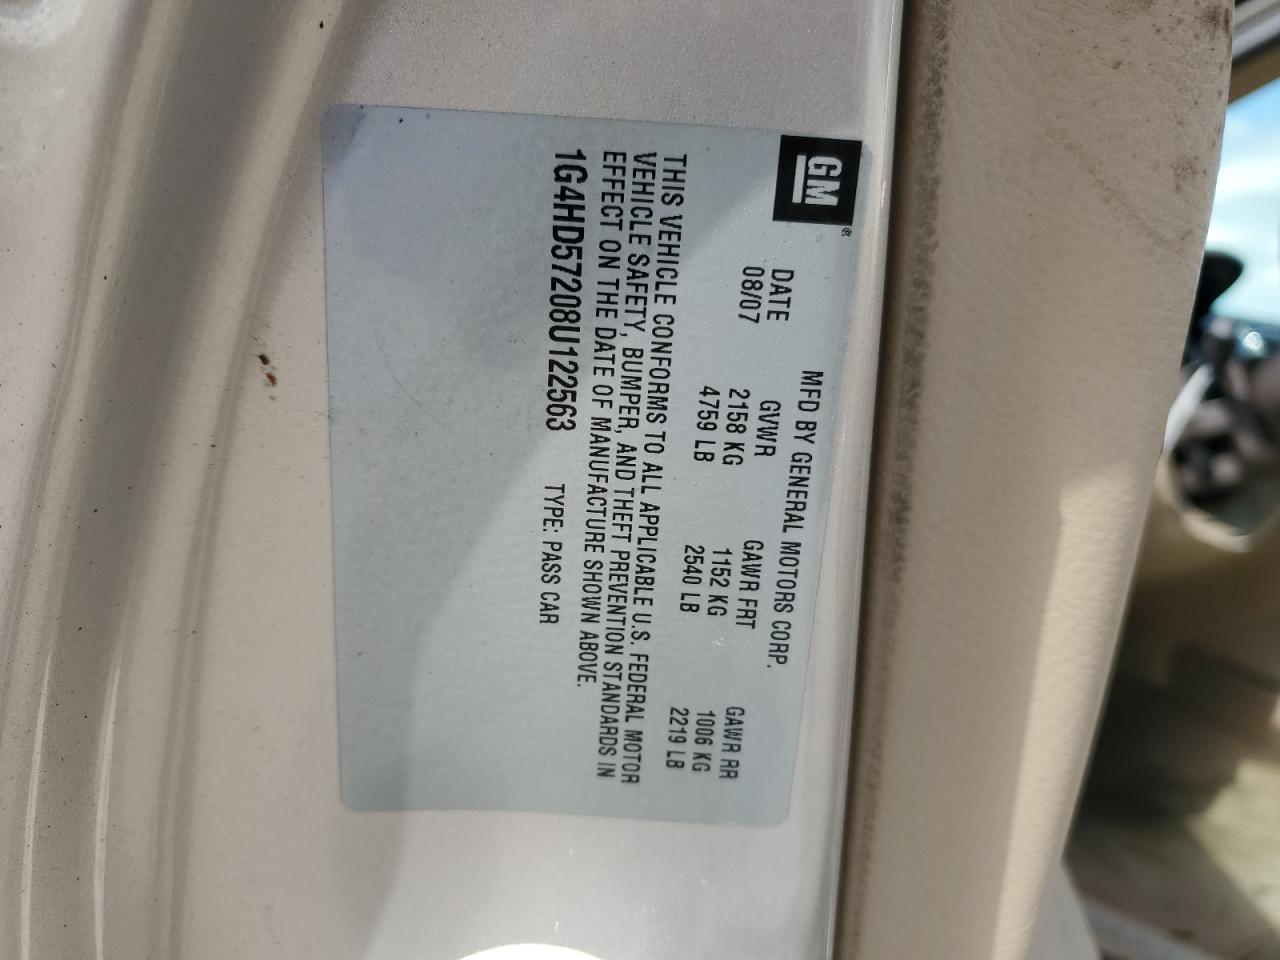 GM®
MFD BY GENERAL MOTORS CORP.
DATE GVWR GAWR FRT GAWR RR
08/07 2158 KG 1152 KG 1006 KG
4759 LB 2540 LB 2219 LB
THIS VEHICLE CONFORMS TO ALL APPLICABLE U.S. FEDERAL MOTOR
VEHICLE SAFETY, BUMPER, AND THEFT PREVENTION STANDARDS IN
EFFECT ON THE DATE OF MANUFACTURE SHOWN ABOVE.
1G4HD57208U122563 TYPE: PASS CAR